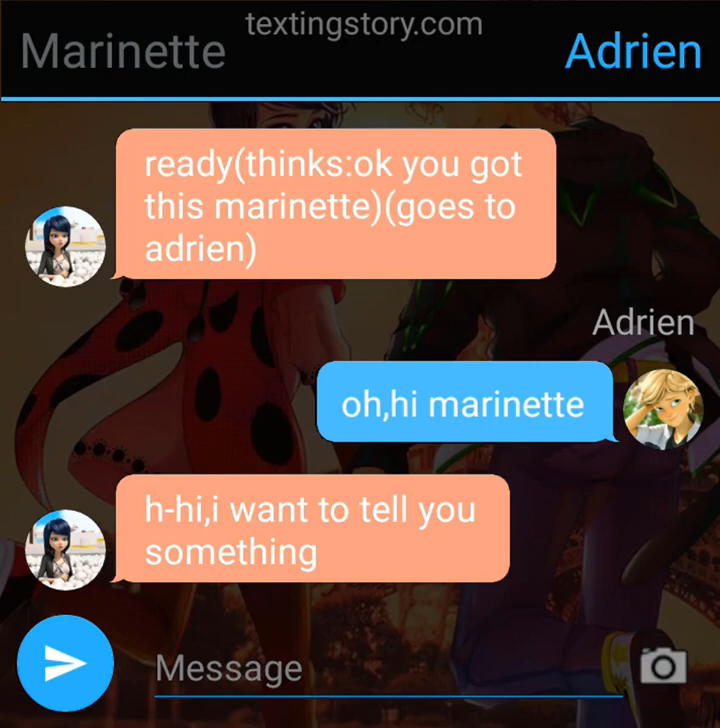 textingstory.com
Marinette
Adrien
ready(thinks:ok you got
this marinette)(goes to
adrien)
Adrien
oh,hi marinette
h-hi,i want to tell you
something
Message